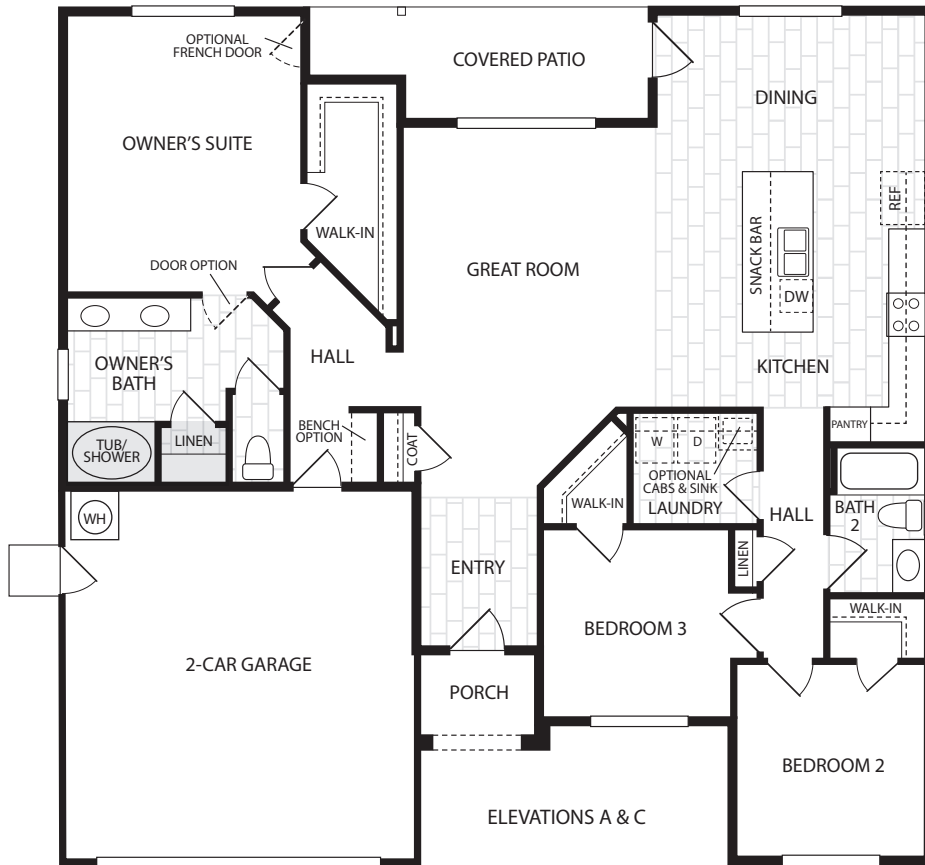 OPTIONAL
FRENCH DOOR
COVERED PATIO
DINING
OWNER'S SUITE
REF
WALK-IN
SNACK BAR
DOOR OPTION
GREAT ROOM
DW
HALL
OWNER'S
BATH
KITCHEN
BENCH
OPTION
COAT
PANTRY
LINEN
TUB/
SHOWER
W
D
OPTIONAL
CABS & SINK
LAUNDRY
WALK-IN
HALL
BATH
2
WH
ENTRY
LINEN
WALK-IN
BEDROOM 3
2-CAR GARAGE
PORCH
BEDROOM 2
ELEVATIONS A & C